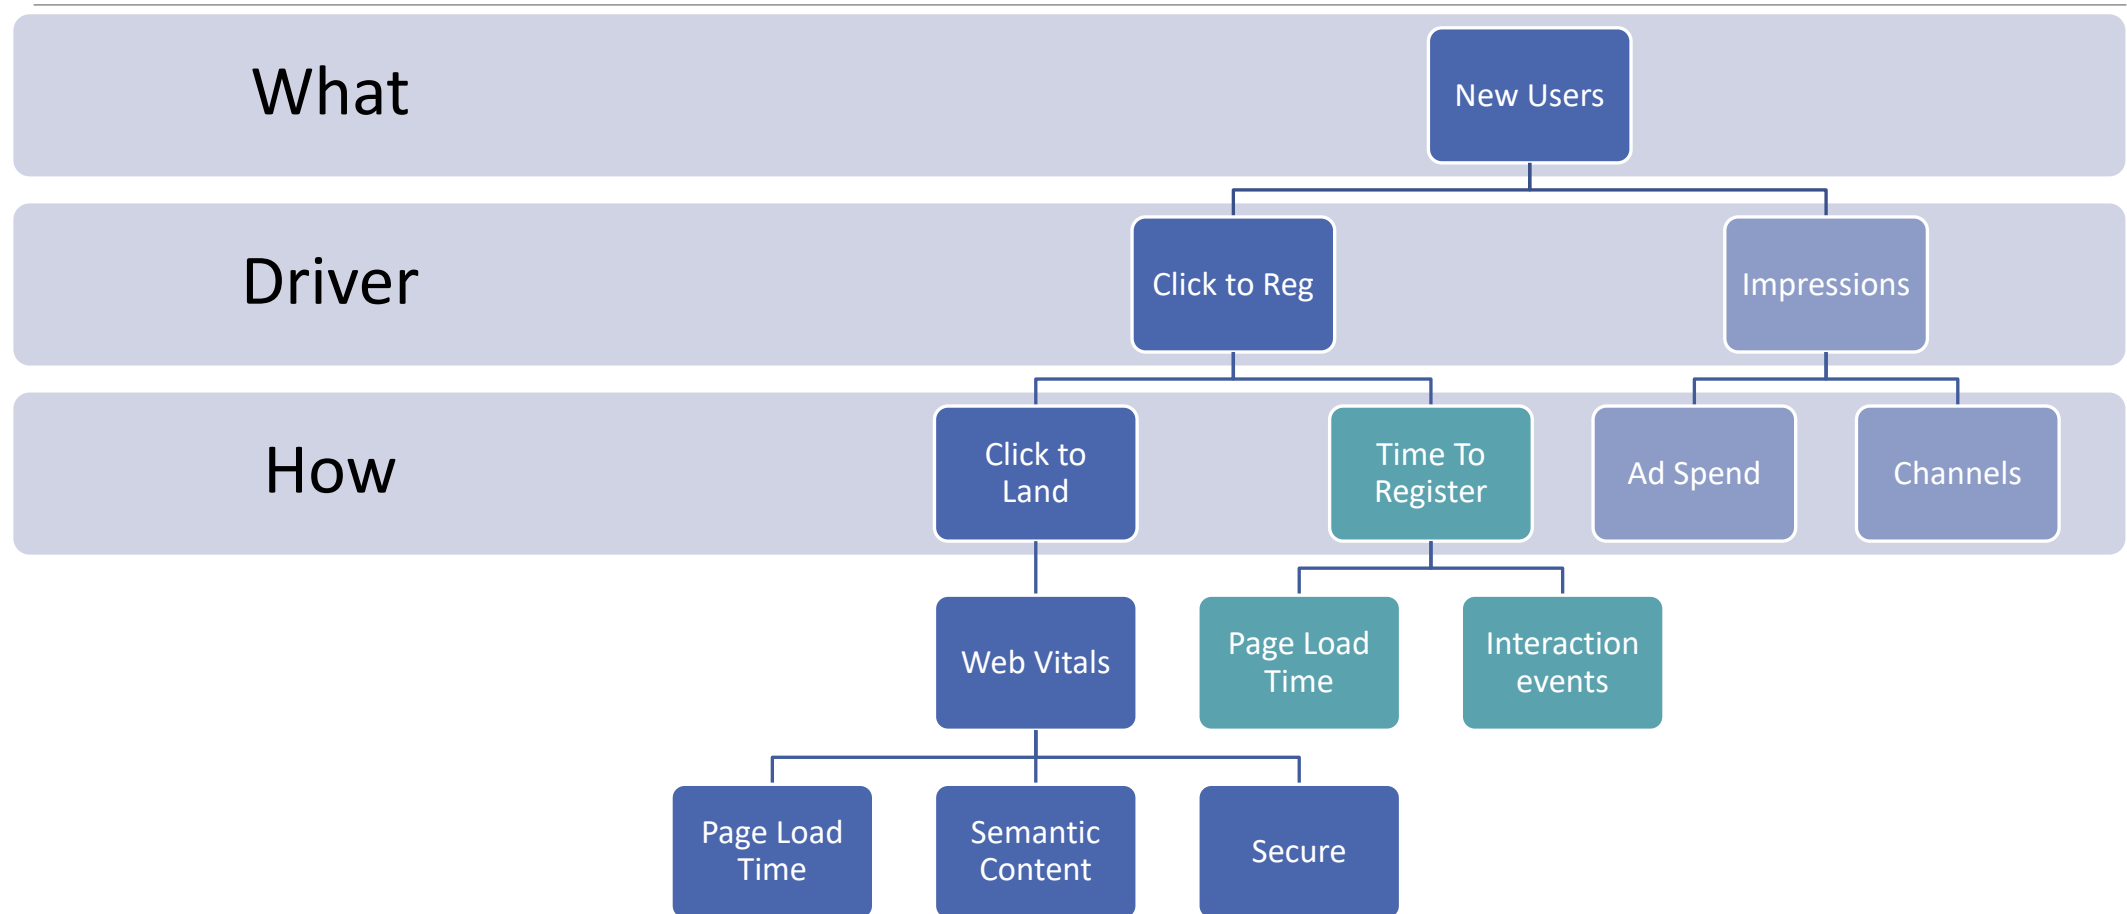 What
New Users
Driver
Click to Reg
Impressions
How
Click to
Land
Time To
Register
Ad Spend
Channels
Web Vitals
Page Load
Time
Interaction
events
Page Load
Time
Semantic
Content
Secure